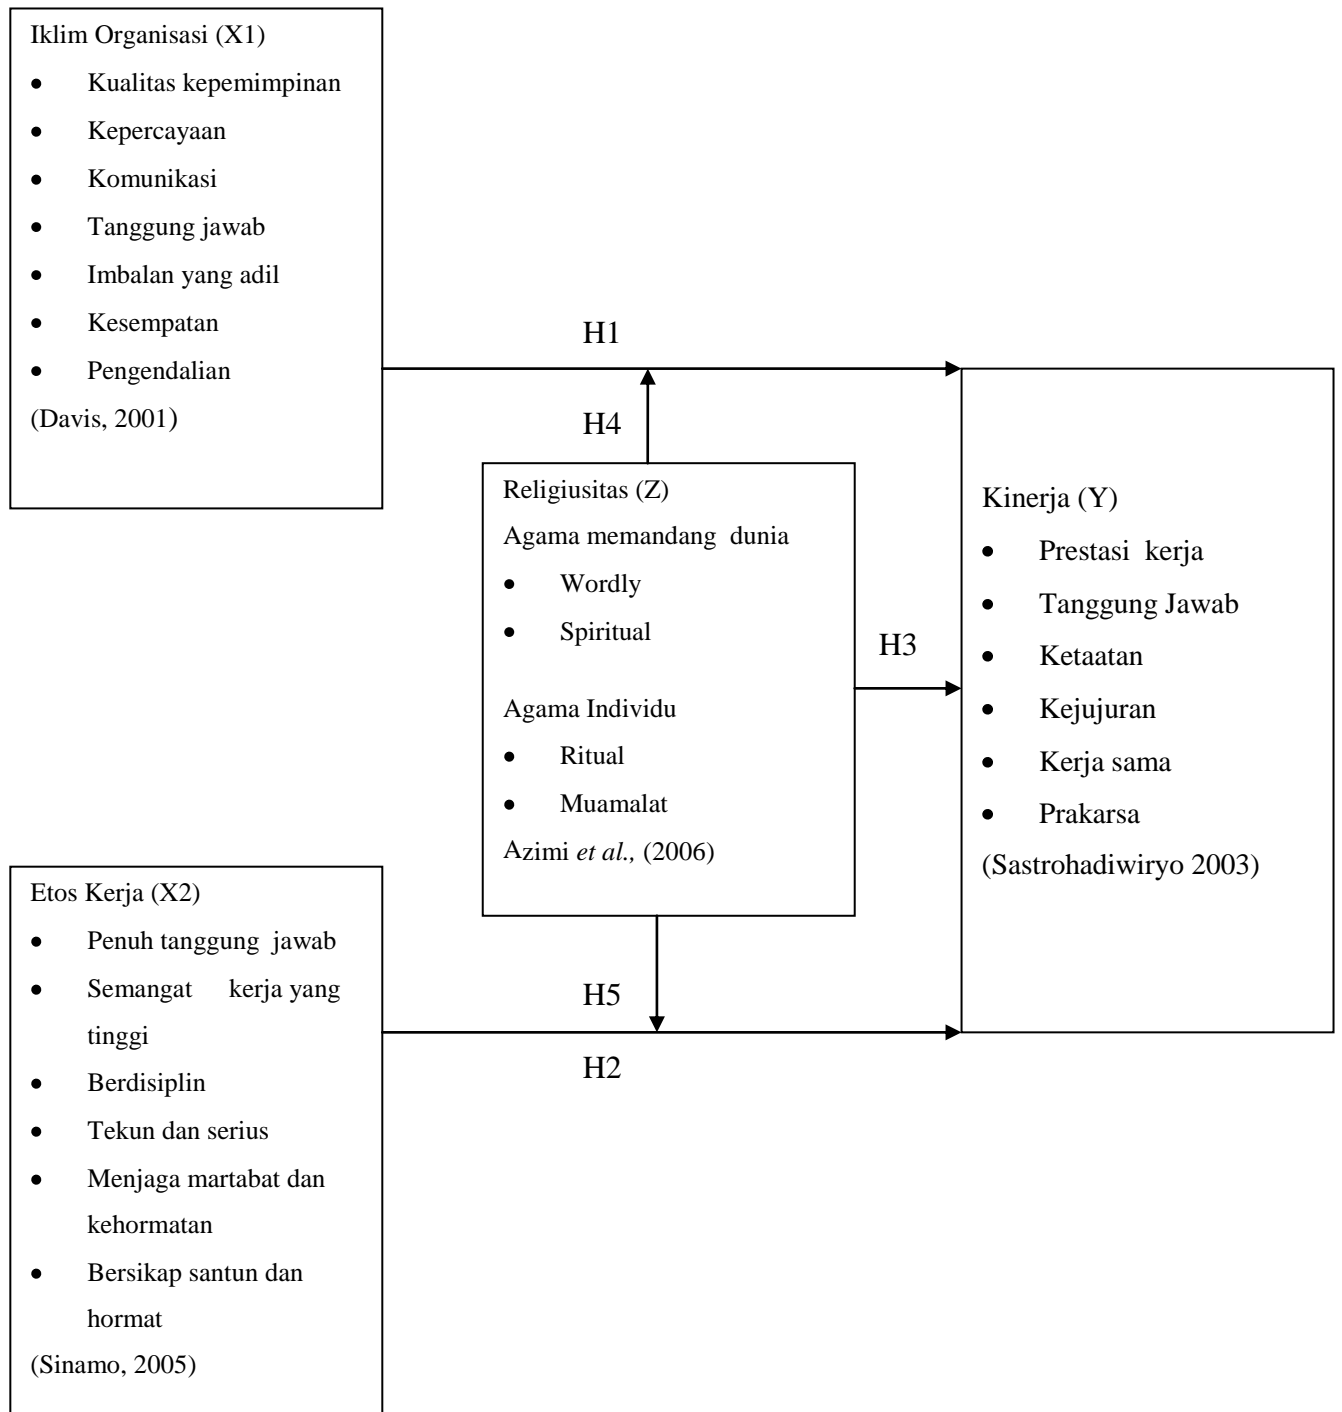 Iklim Organisasi (X1)
• Kualitas kepemimpinan
• Kepercayaan
• Komunikasi
• Tanggung jawab
• Imbalan yang adil
• Kesempatan
• Pengendalian
(Davis, 2001)
H1
H4
Religiusitas (Z)
Agama memandang dunia
• Wordly
• Spiritual
Agama Individu
• Ritual
• Muamalat
Azimi et al., (2006)
H3
Kinerja (Y)
• Prestasi kerja
• Tanggung Jawab
• Ketaatan
• Kejujuran
• Kerja sama
• Prakarsa
(Sastrohadiwiryo 2003)
Etos Kerja (X2)
• Penuh tanggung jawab
• Semangat kerja yang
tinggi
• Berdisiplin
• Tekun dan serius
• Menjaga martabat dan
kehormatan
• Bersikap santun dan
hormat
(Sinamo, 2005)
H5
H2